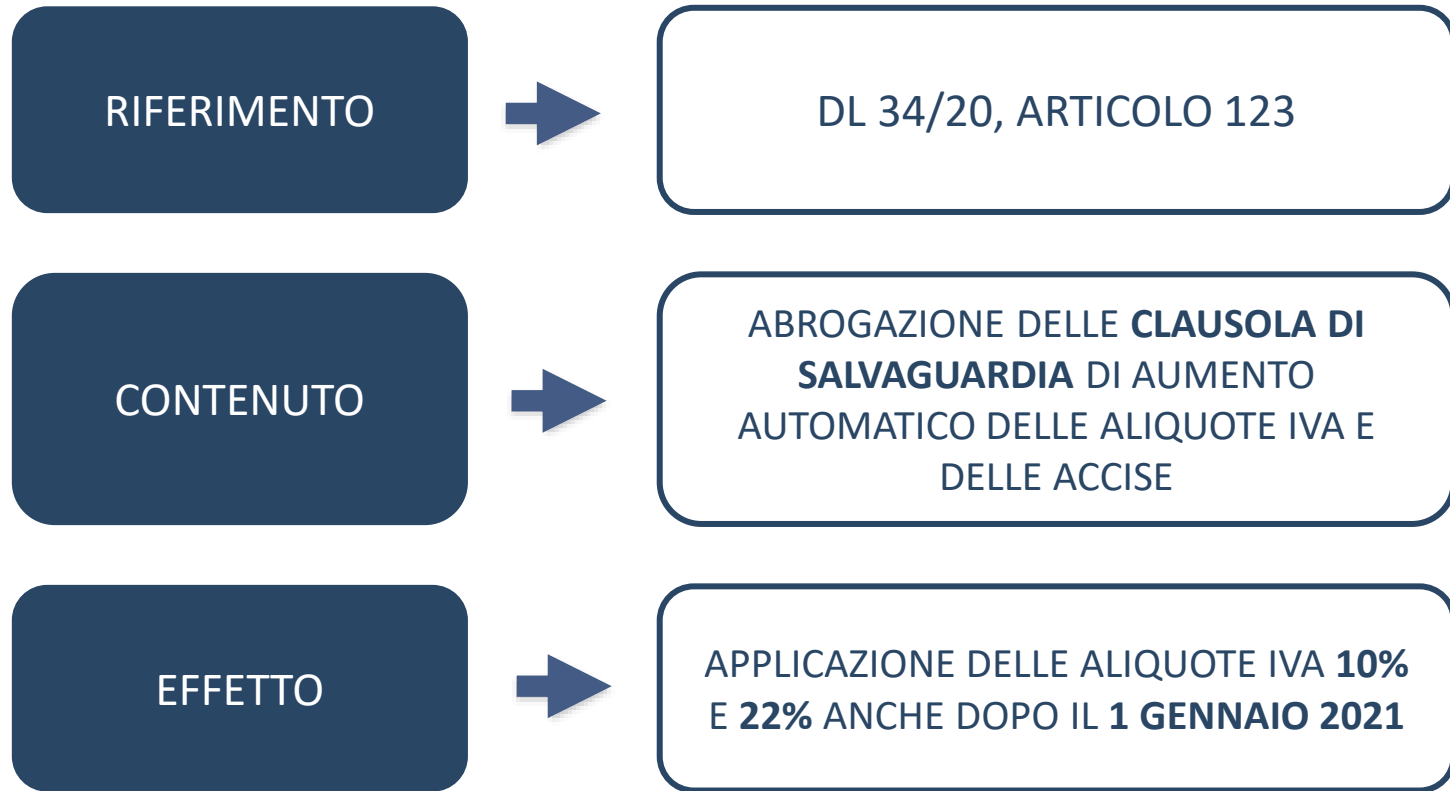 RIFERIMENTO
DL 34/20, ARTICOLO 123
CONTENUTO
ABROGAZIONE DELLE CLAUSOLA DI
SALVAGUARDIA DI AUMENTO
AUTOMATICO DELLE ALIQUOTE IVA E
DELLE ACCISE
EFFETTO
APPLICAZIONE DELLE ALIQUOTE IVA 10%
E 22% ANCHE DOPO IL 1 GENNAIO 2021